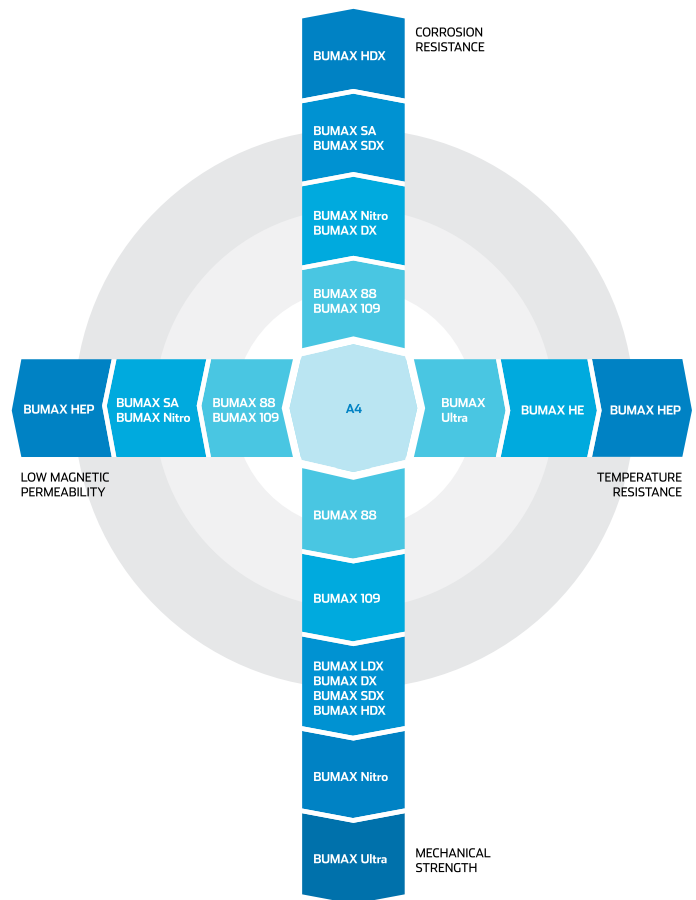 CORROSION
RESISTANCE
BUMAX HDX
BUMAX SA
BUMAX SDX
BUMAX Nitro
BUMAX DX
BUMAX 88
BUMAX 109
BUMAX HEP
BUMAX SA
BUMAX Nitro
BUMAX 88
BUMAX 109
A4
BUMAX
Ultra
BUMAX HE
BUMAX HEP
LOW MAGNETIC
PERMEABILITY
TEMPERATURE
RESISTANCE
BUMAX 88
BUMAX 109
BUMAX LDX
BUMAX DX
BUMAX SDX
BUMAX HDX
BUMAX Nitro
BUMAX Ultra
MECHANICAL
STRENGTH